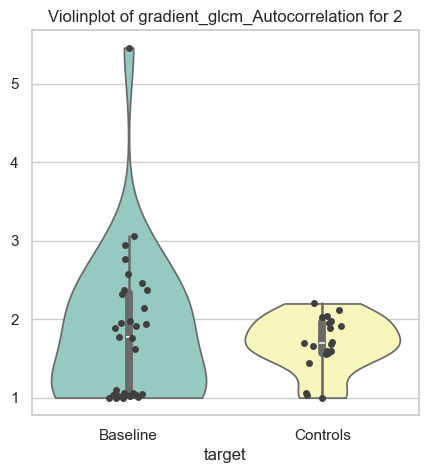 Violinplot of gradient_glcm_Autocorrelation for 2
5
4
3
2
1
Baseline
Controls
target